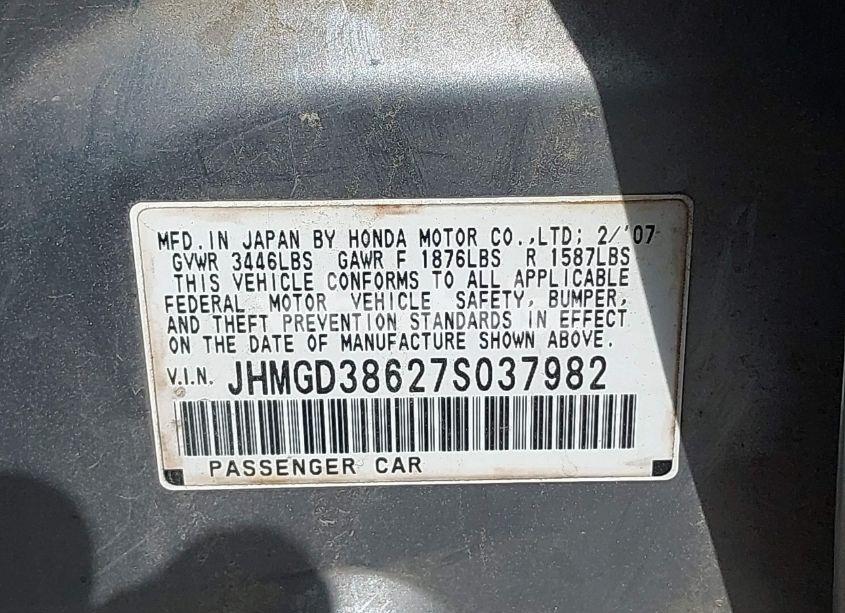 MFD. IN JAPAN BY HONDA MOTOR CO.,LTD; 2/'07
GVWR 3446LBS GAWR F 1876LBS R 1587LBS
THIS VEHICLE CONFORMS TO ALL APPLICABLE
FEDERAL MOTOR VEHICLE SAFETY, BUMPER,
AND THEFT PREVENTION STANDARDS IN EFFECT
ON THE DATE OF MANUFACTURE SHOWN ABOVE.
V.I.N. JHMGD38627S037982
PASSENGER CAR